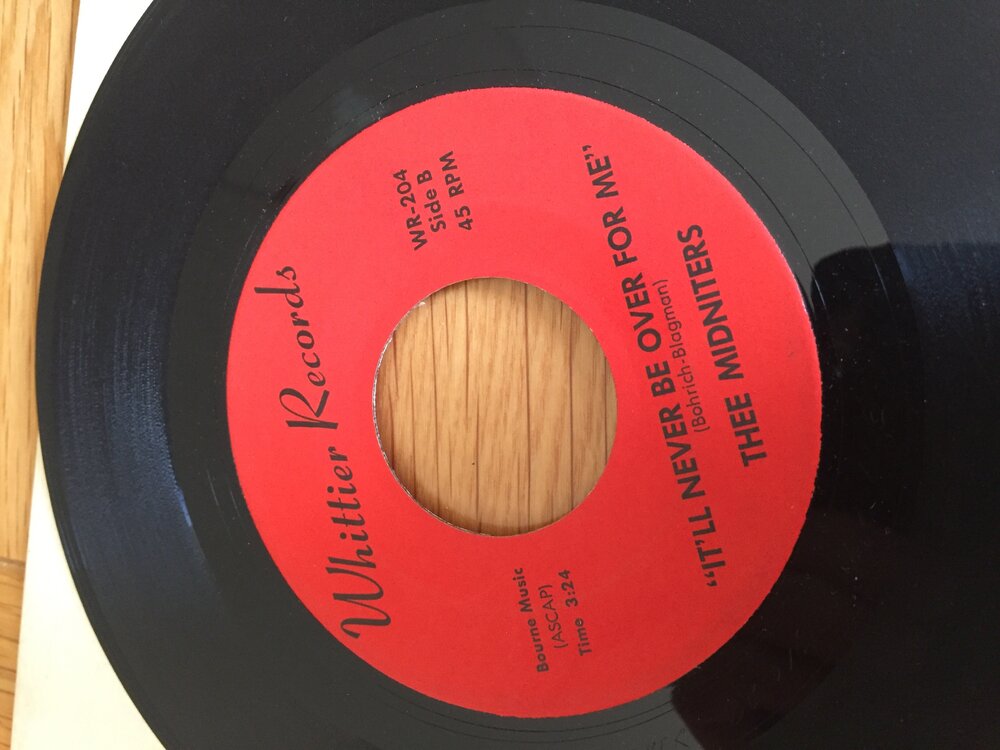 Whittier Records
WR-204
Side B
45 RPM
Bourne Music
(ASCAP)
Time 3:24
"IT'LL NEVER BE OVER FOR ME"
(Bohrich-Blagman)
THEE MIDNITERS